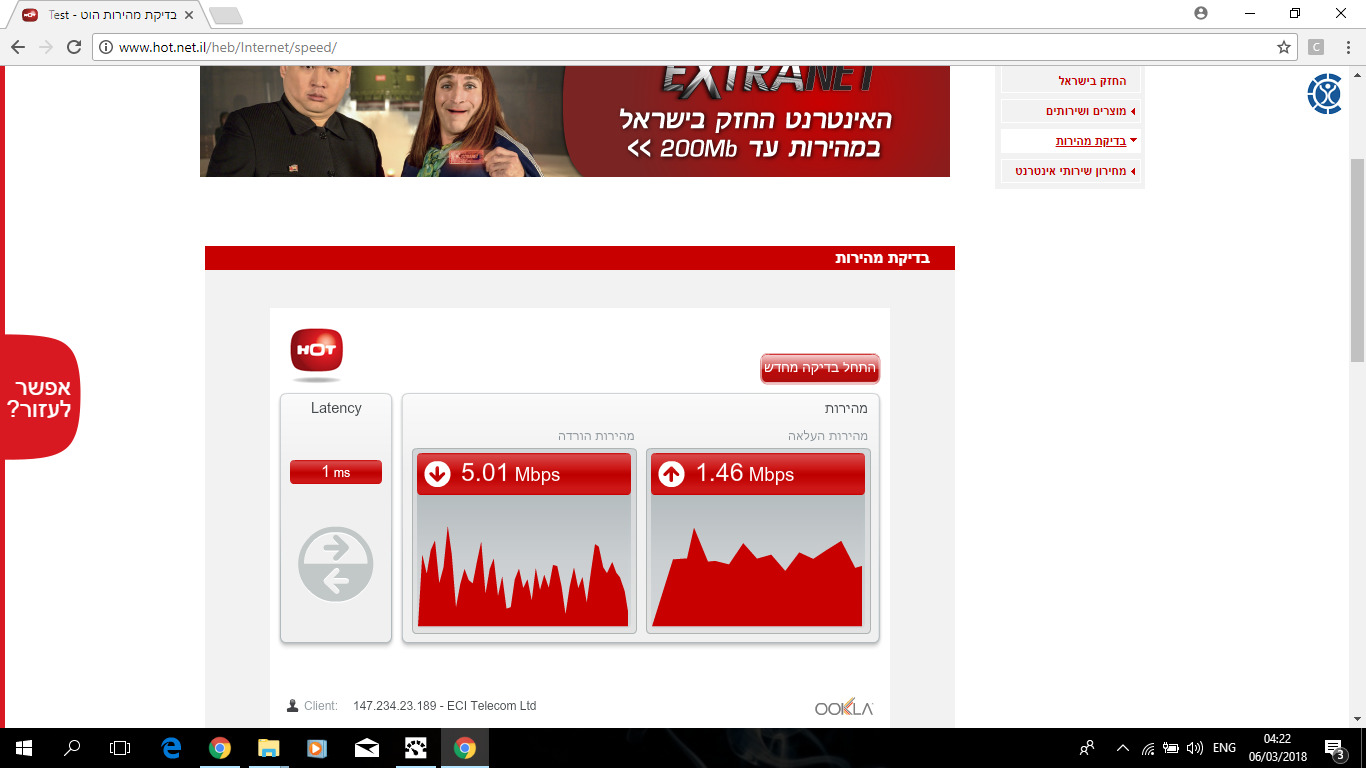 בדיקת מהירות הוט - Test
www.hot.net.il/heb/Internet/speed/
C
EXTRANET
האינטרנט החזק בישראל
במהירות עד 200Mb >>
החזק בישראל
מוצרים ושירותים
בדיקת מהירות
מחירון שירותי אינטרנט
בדיקת מהירות
HOT
התחל בדיקה מחדש
אפשר
לעזור?
Latency
1 ms
מהירות
מהירות העלאה
מהירות הורדה
5.01 Mbps
1.46 Mbps
Client: 147.234.23.189 - ECI Telecom Ltd
OOKLA
ENG
04:22
06/03/2018
3